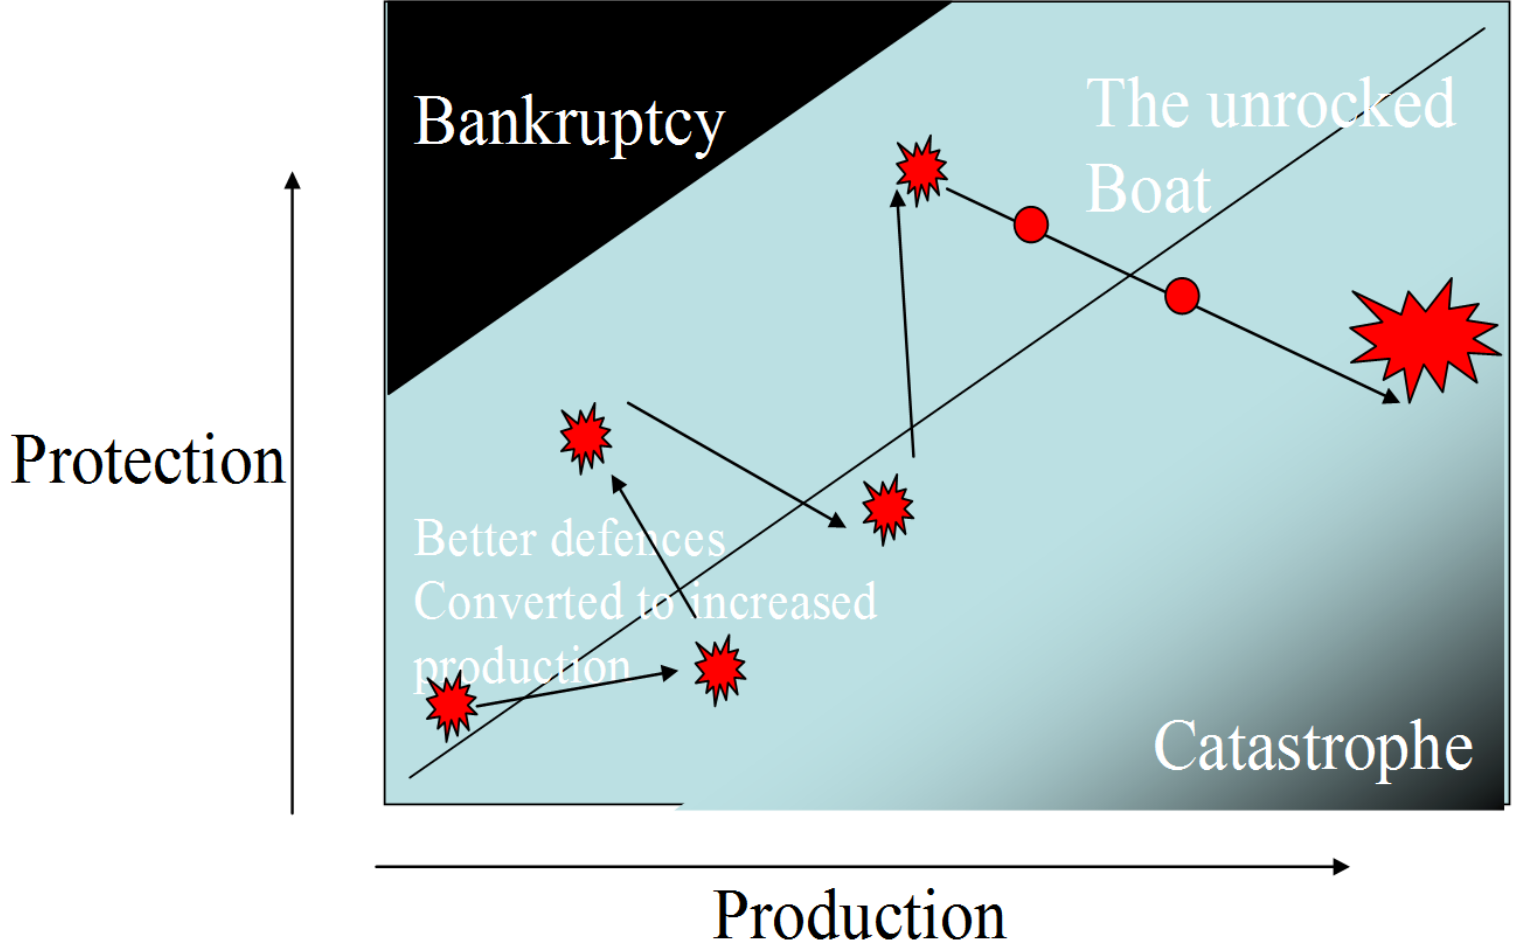 Bankruptcy
The unrocked
Boat
Protection
Better defences
Converted to increased
production
Catastrophe
Production